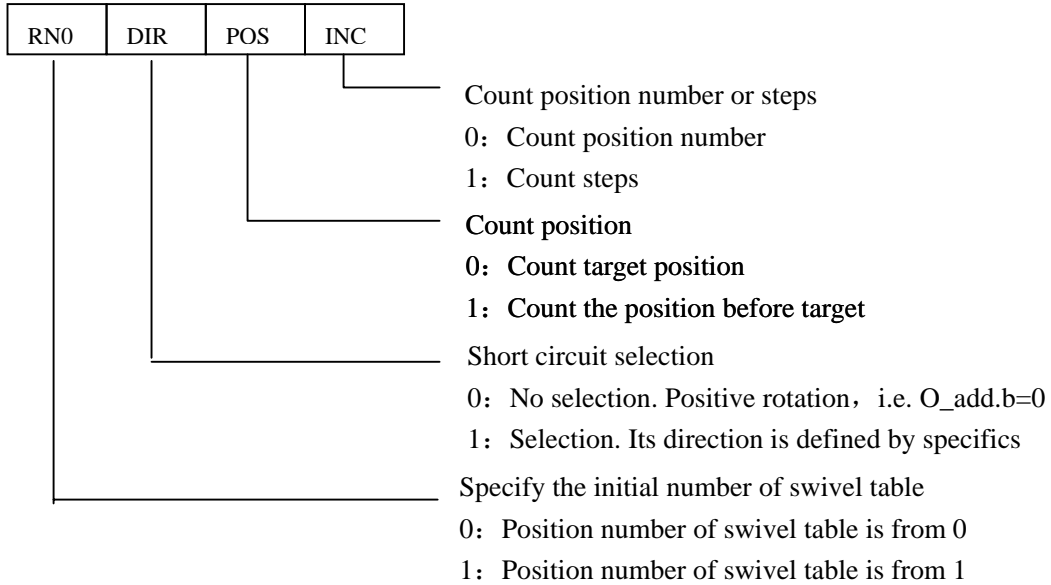 RN0 DIR POS INC
Count position number or steps
0：Count position number
1：Count steps
Count position
0：Count target position
1：Count the position before target
Short circuit selection
0：No selection. Positive rotation，i.e. O_add.b=0
1：Selection. Its direction is defined by specifics
Specify the initial number of swivel table
0：Position number of swivel table is from 0
1：Position number of swivel table is from 1